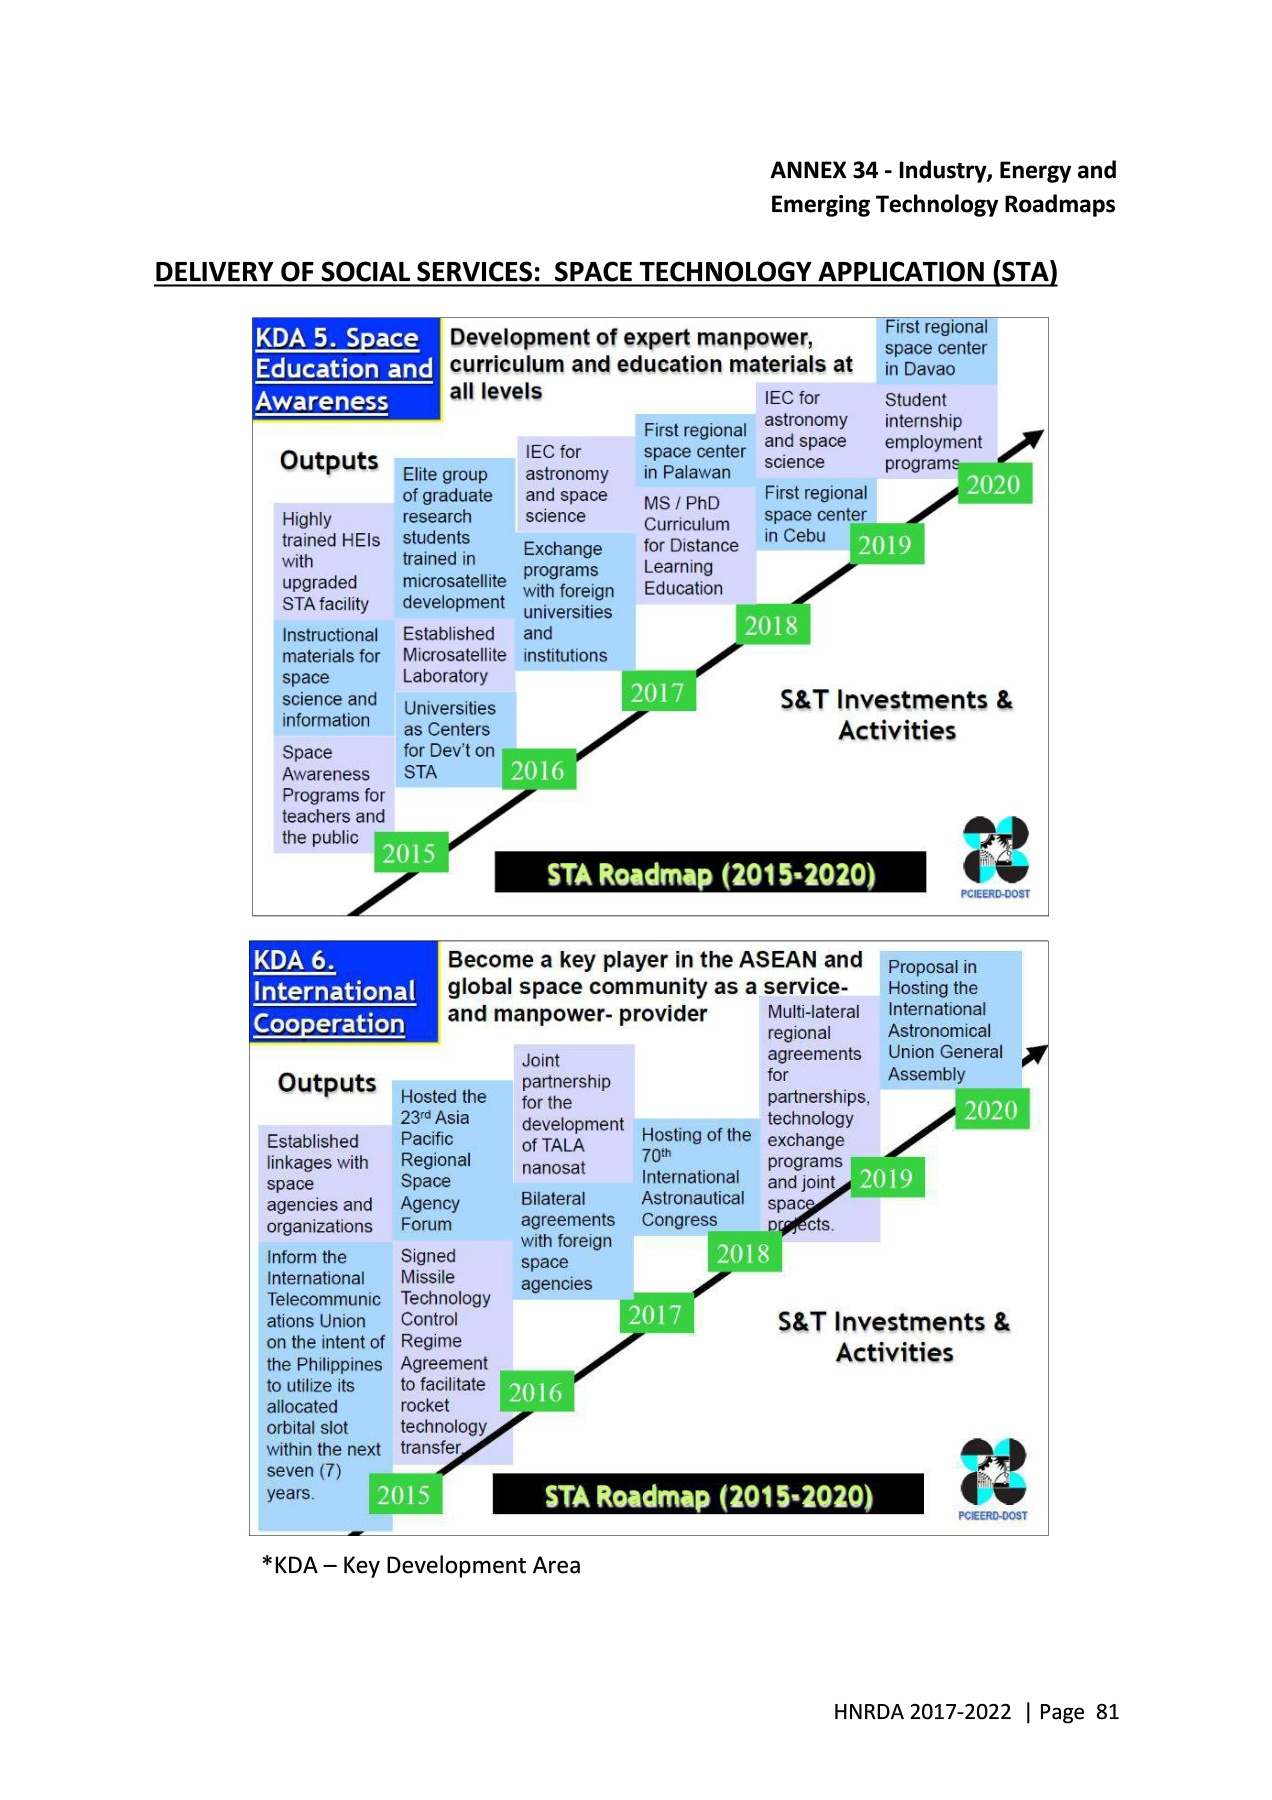 ANNEX 34 - Industry, Energy and
Emerging Technology Roadmaps
DELIVERY OF SOCIAL SERVICES:  SPACE TECHNOLOGY APPLICATION (STA)
KDA 5. Space
Education and
Awareness
Development of expert manpower,
curriculum and education materials at
all levels
Outputs
Highly
trained HEIs
with
upgraded
STA facility
Instructional
materials for
space
science and
information
Space
Awareness
Programs for
teachers and
the public
2015
Elite group
of graduate
research
students
trained in
microsatellite
development
Established
Microsatellite
Laboratory
Universities
as Centers
for Dev't on
STA
2016
IEC for
astronomy
and space
science
Exchange
programs
with foreign
universities
and
institutions
2017
First regional
space center
in Palawan
MS / PhD
Curriculum
for Distance
Learning
Education
2018
IEC for
astronomy
and space
science
First regional
space center
in Cebu
2019
First regional
space center
in Davao
Student
internship
employment
programs
2020
S&T Investments &
Activities
STA Roadmap (2015-2020)
PCIEERD-DOST
KDA 6.
International
Cooperation
Become a key player in the ASEAN and
global space community as a service-
and manpower- provider
Outputs
Established
linkages with
space
agencies and
organizations
Inform the
International
Telecommunic
ations Union
on the intent of
the Philippines
to utilize its
allocated
orbital slot
within the next
seven (7)
years.
2015
Hosted the
23rd Asia
Pacific
Regional
Space
Agency
Forum
Signed
Missile
Technology
Control
Regime
Agreement
to facilitate
rocket
technology
transfer.
2016
Joint
partnership
for the
development
of TALA
nanosat
Bilateral
agreements
with foreign
space
agencies
2017
Hosting of the
70th
International
Astronautical
Congress
2018
Multi-lateral
regional
agreements
for
partnerships,
technology
exchange
programs
and joint
space
projects.
2019
Proposal in
Hosting the
International
Astronomical
Union General
Assembly
2020
S&T Investments &
Activities
STA Roadmap (2015-2020)
PCIEERD-DOST
*KDA – Key Development Area
HNRDA 2017-2022  | Page  81